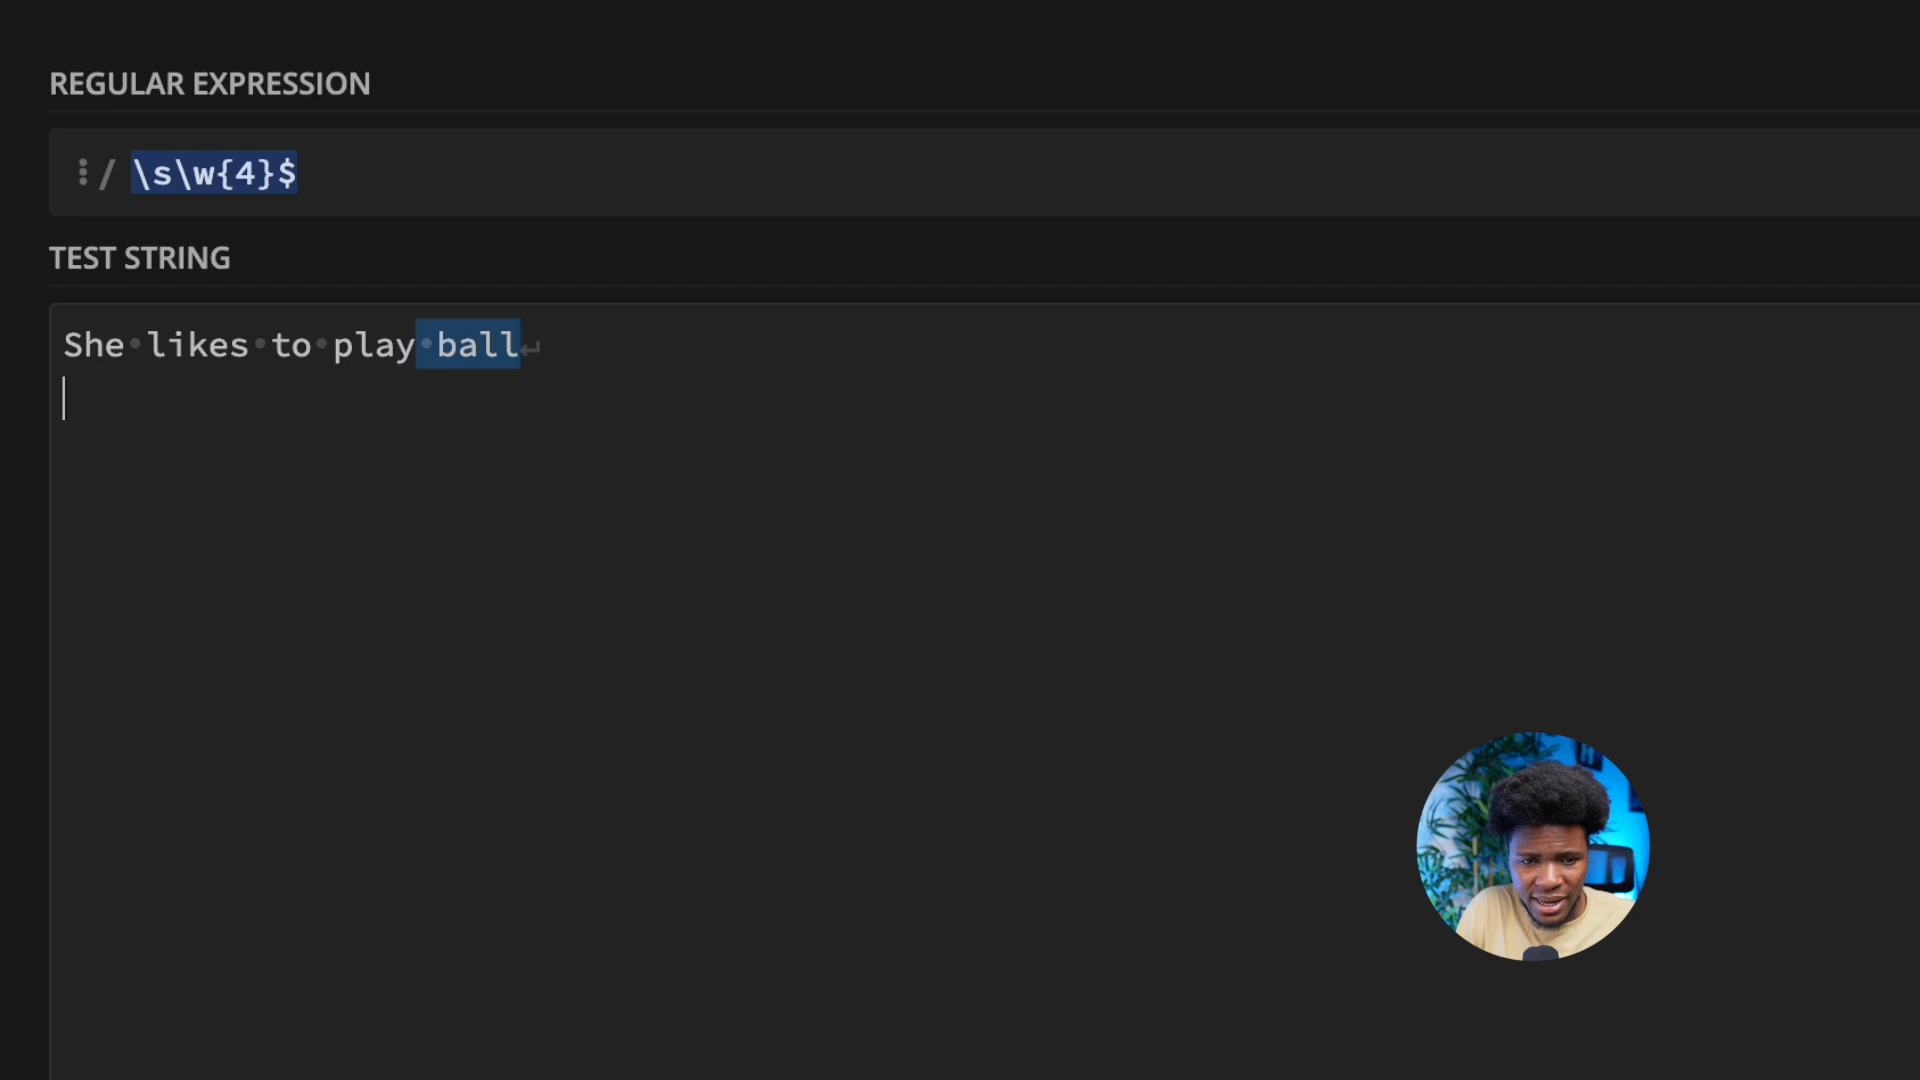 REGULAR EXPRESSION
/ \s\w{4}$
TEST STRING
She likes to play ball